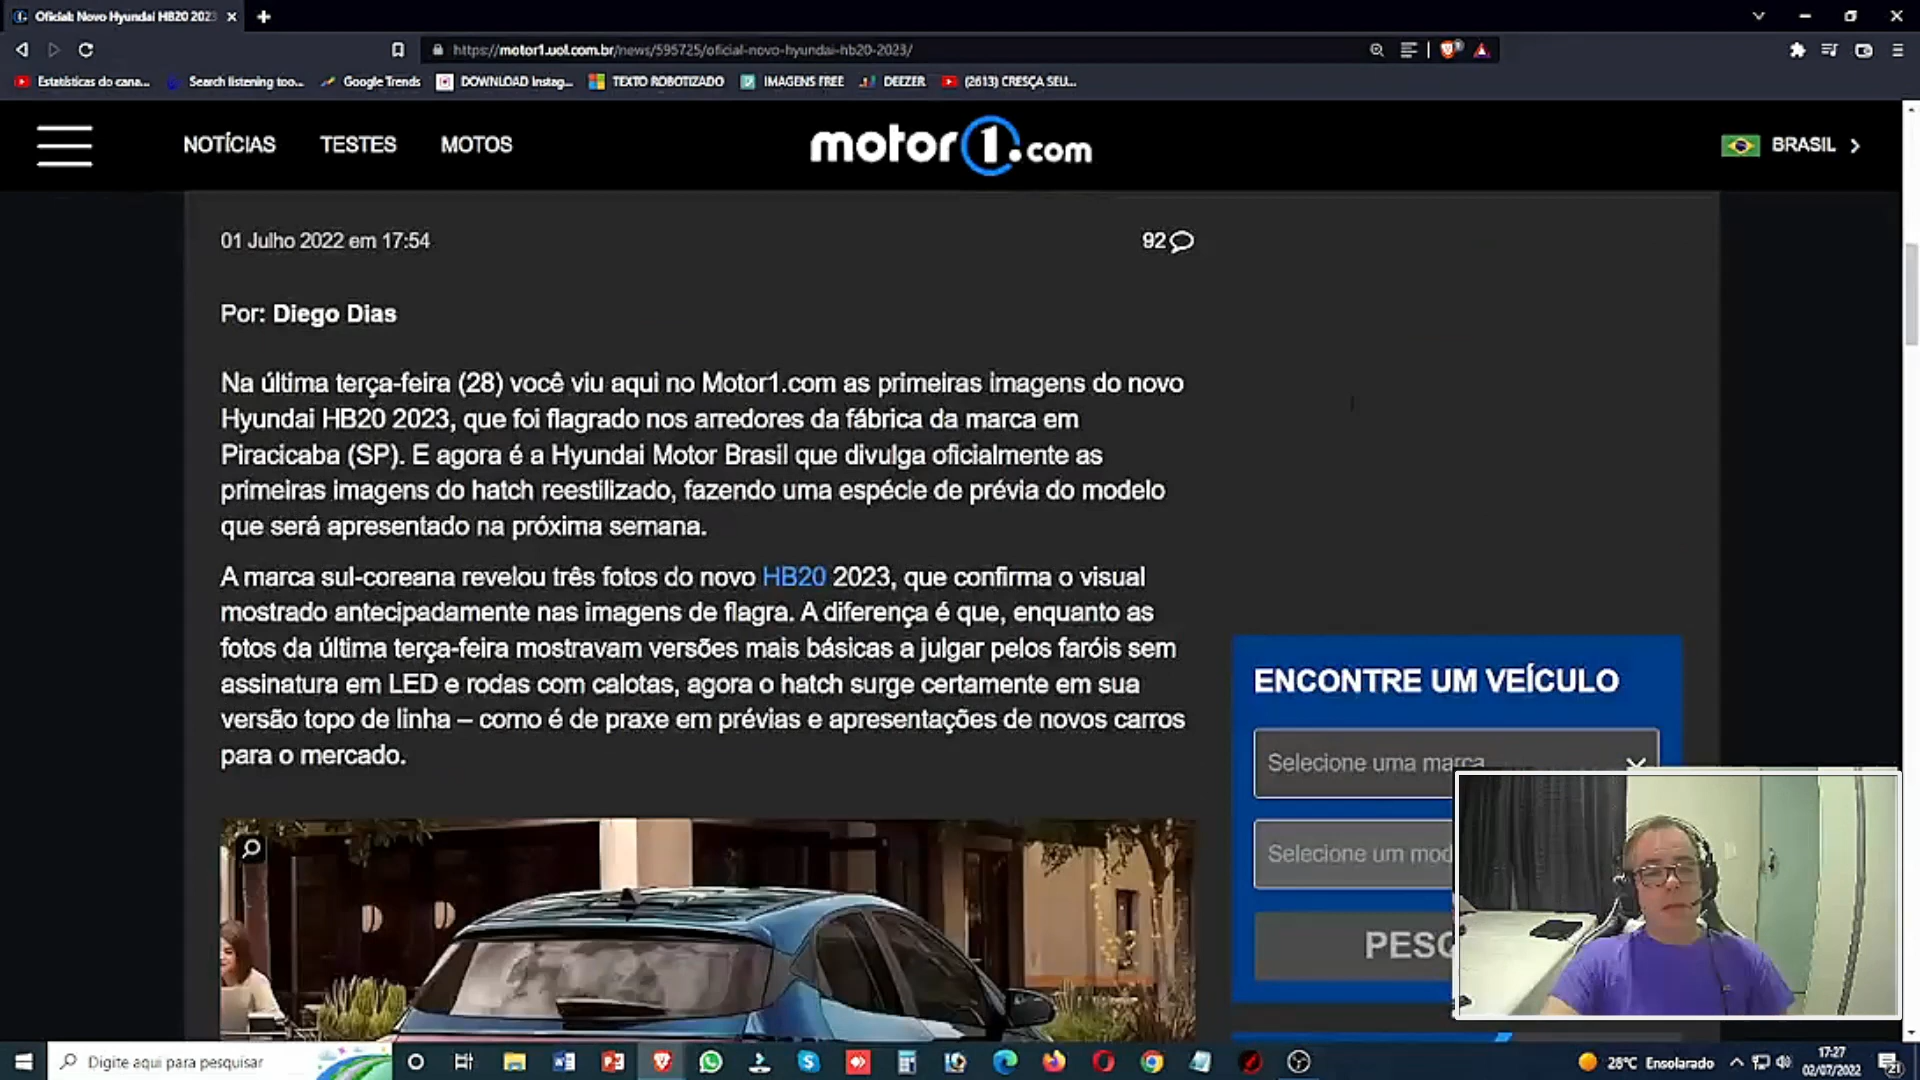 Oficial: Novo Hyundai HB20 2023
https://motor1.uol.com.br/news/595725/oficial-novo-hyundai-hb20-2023/
Estatísticas do cana... Search listening too... Google Trends DOWNLOAD Instag... TEXTO ROBOTIZADO IMAGENS FREE DEEZER (2613) CRESÇA SEU...
NOTÍCIAS TESTES MOTOS motor1.com BRASIL
01 Julho 2022 em 17:54 92
Por: Diego Dias
Na última terça-feira (28) você viu aqui no Motor1.com as primeiras imagens do novo
Hyundai HB20 2023, que foi flagrado nos arredores da fábrica da marca em
Piracicaba (SP). E agora é a Hyundai Motor Brasil que divulga oficialmente as
primeiras imagens do hatch reestilizado, fazendo uma espécie de prévia do modelo
que será apresentado na próxima semana.
A marca sul-coreana revelou três fotos do novo HB20 2023, que confirma o visual
mostrado antecipadamente nas imagens de flagra. A diferença é que, enquanto as
fotos da última terça-feira mostravam versões mais básicas a julgar pelos faróis sem
assinatura em LED e rodas com calotas, agora o hatch surge certamente em sua
versão topo de linha – como é de praxe em prévias e apresentações de novos carros
para o mercado.
ENCONTRE UM VEÍCULO
Selecione uma marca
Selecione um mod
PESQ
Digite aqui para pesquisar
28°C Ensolarado
17:27
02/07/2022
21